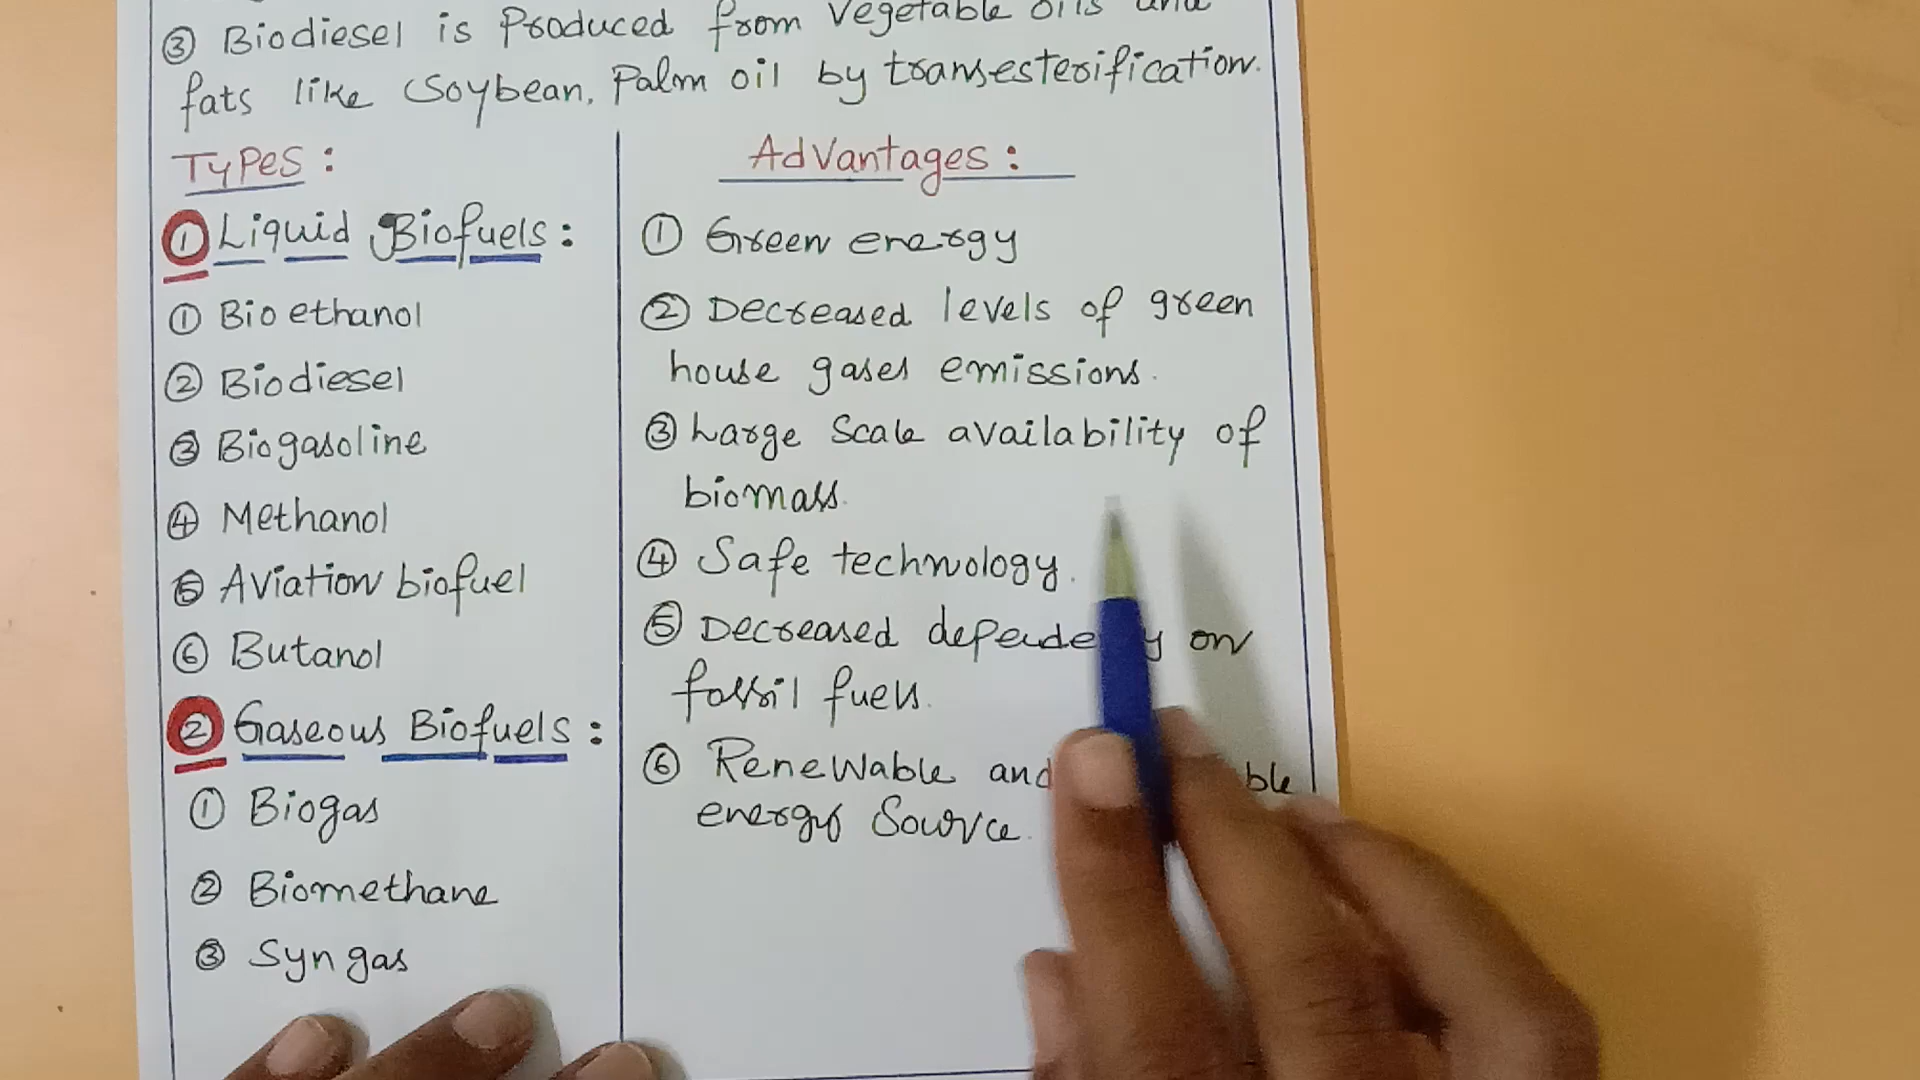 ③ Biodiesel is Produced from Vegetable oils and
fats like Soybean, Palm oil by transesterification.
Types :
① Liquid Biofuels :
① Bio ethanol
② Biodiesel
③ Biogasoline
④ Methanol
⑤ Aviation biofuel
⑥ Butanol
② Gaseous Biofuels :
① Biogas
② Biomethane
③ Syn gas
Advantages :
① Green energy
② Decreased levels of green
house gases emissions.
③ Large Scale availability of
biomass.
④ Safe technology.
⑤ Decreased on
fossil fuels.
⑥ Renewable and
energy Source.